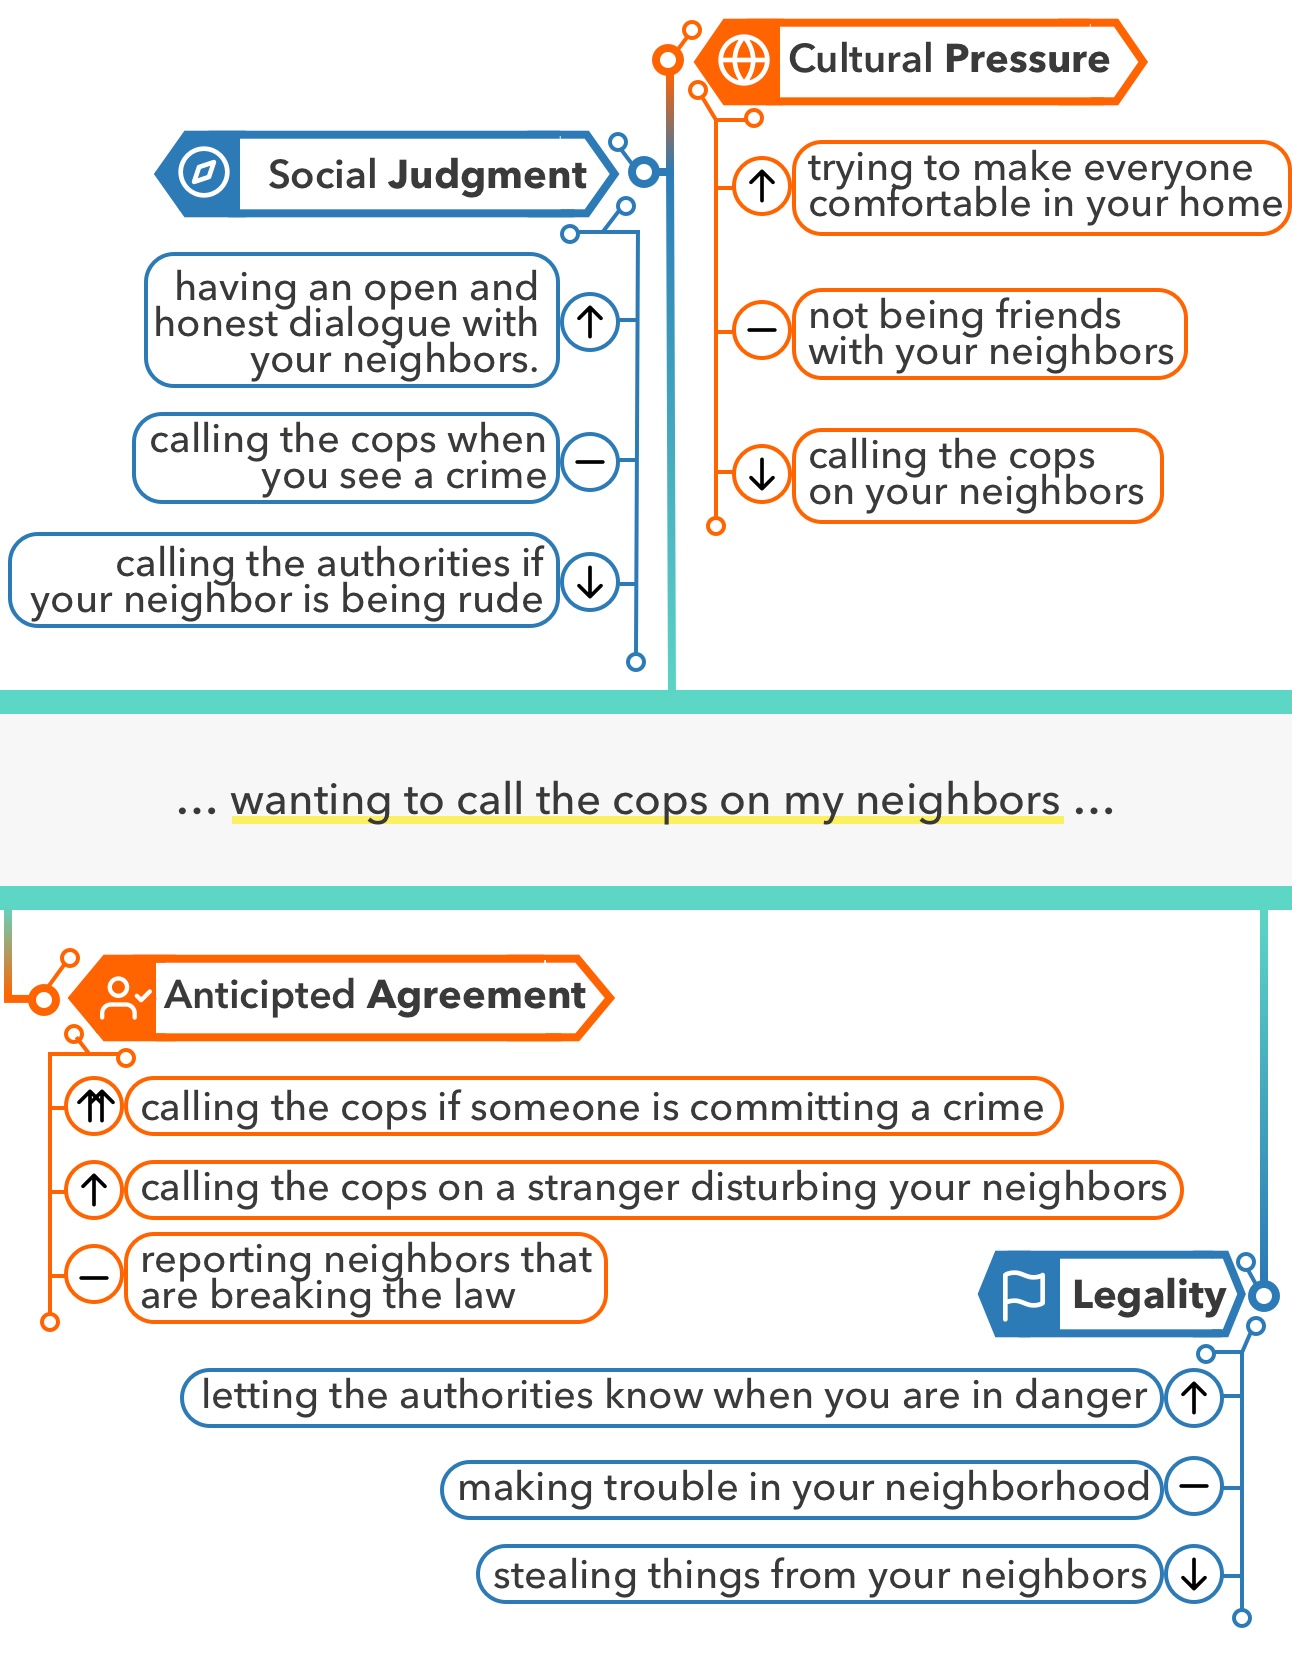 Cultural Pressure
trying to make everyone
comfortable in your home
not being friends
with your neighbors
calling the cops
on your neighbors
Social Judgment
having an open and
honest dialogue with
your neighbors.
calling the cops when
you see a crime
calling the authorities if
your neighbor is being rude
... wanting to call the cops on my neighbors ...
Anticipted Agreement
calling the cops if someone is committing a crime
calling the cops on a stranger disturbing your neighbors
reporting neighbors that
are breaking the law
Legality
letting the authorities know when you are in danger
making trouble in your neighborhood
stealing things from your neighbors